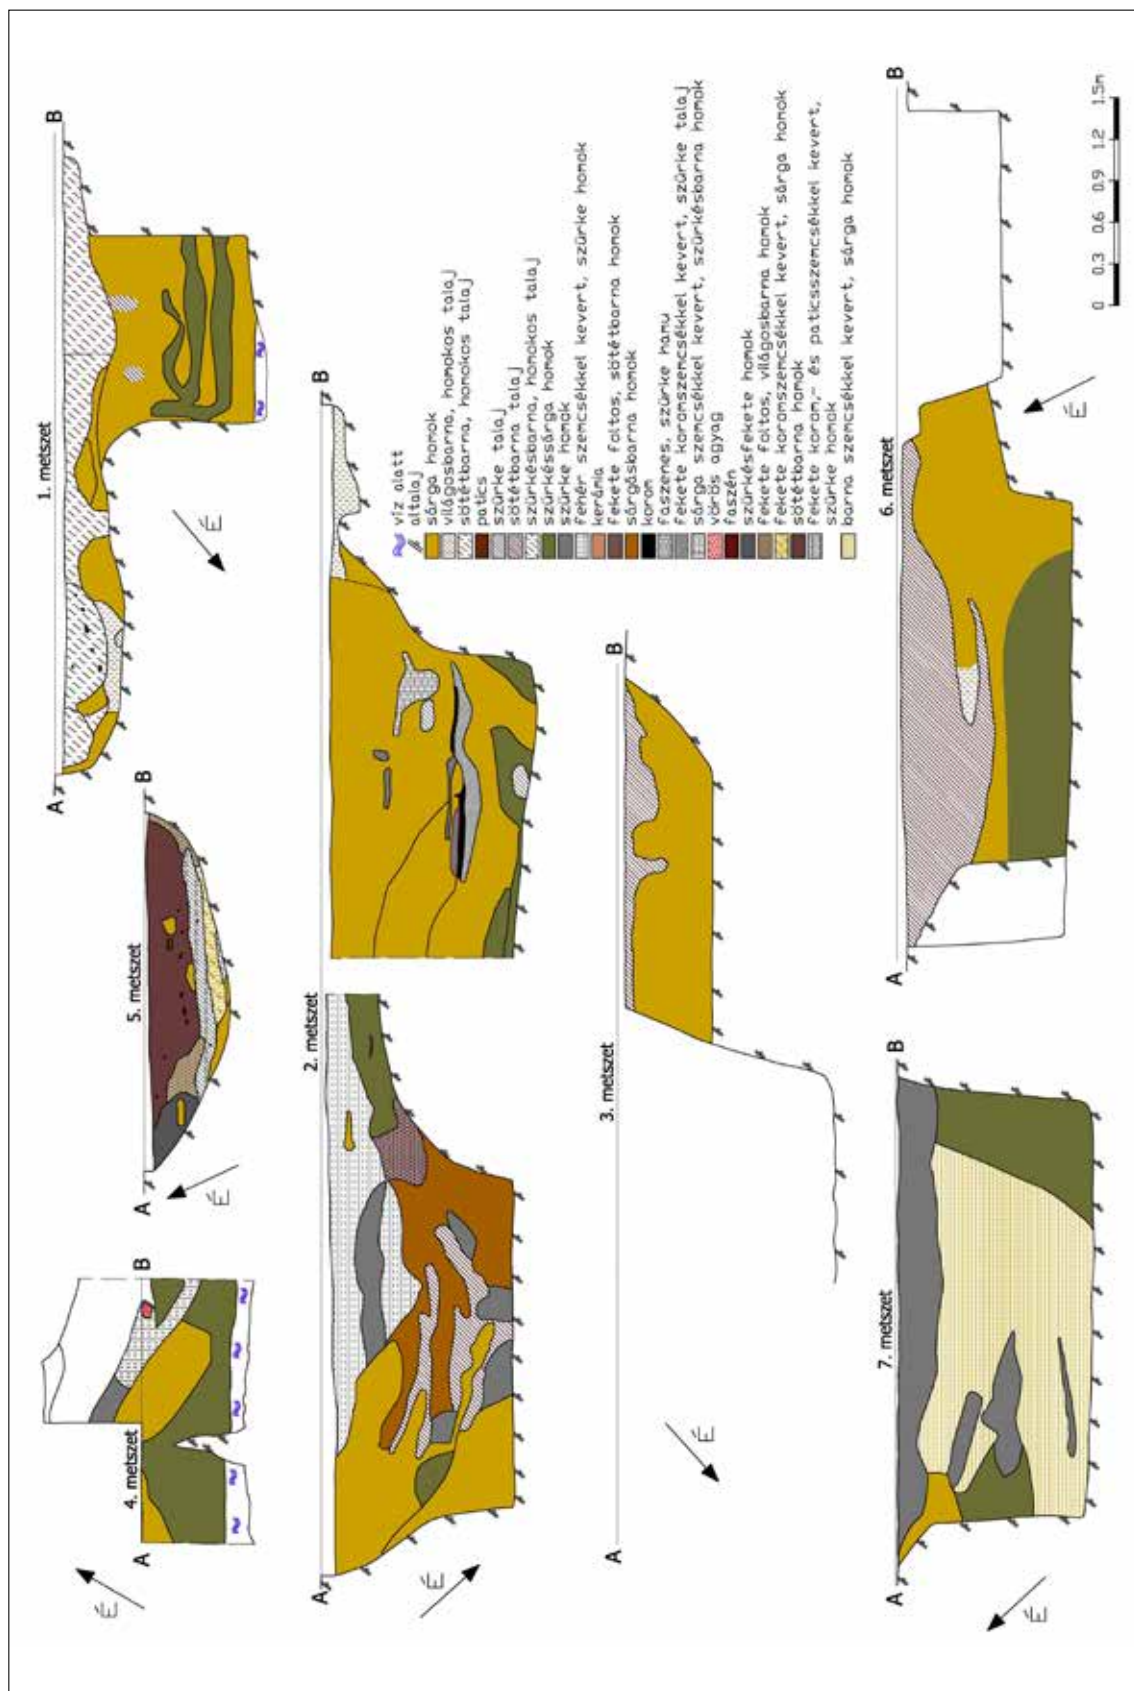 1. metszet
A
B
É
5. metszet
A
B
É
4. metszet
A
B
É
2. metszet
A
B
B
É
víz alatt
altalaj
sárga homok
világosbarna, homokos talaj
sötétbarna, homokos talaj
patics
szürke talaj
sötétbarna talaj
szürkésbarna, homokos talaj
szürkéssárga homok
szürke homok
fehér szemcsékkel kevert, szürke homok
kerámia
fekete foltos, sötétbarna homok
sárgásbarna homok
korom
faszenes, szürke hamu
fekete koromszemcsékkel kevert, szürke talaj
sárga szemcsékkel kevert, szürkésbarna homok
vörös agyag
faszén
szürkésfekete homok
fekete foltos, világosbarna homok
fekete koromszemcsékkel kevert, sárga homok
sötétbarna homok
fekete korom,- és paticsszemcsékkel kevert,
szürke homok
barna szemcsékkel kevert, sárga homok
3. metszet
A
B
É
6. metszet
A
B
É
7. metszet
A
B
É
0 0.3 0.6 0.9 1.2 1.5m